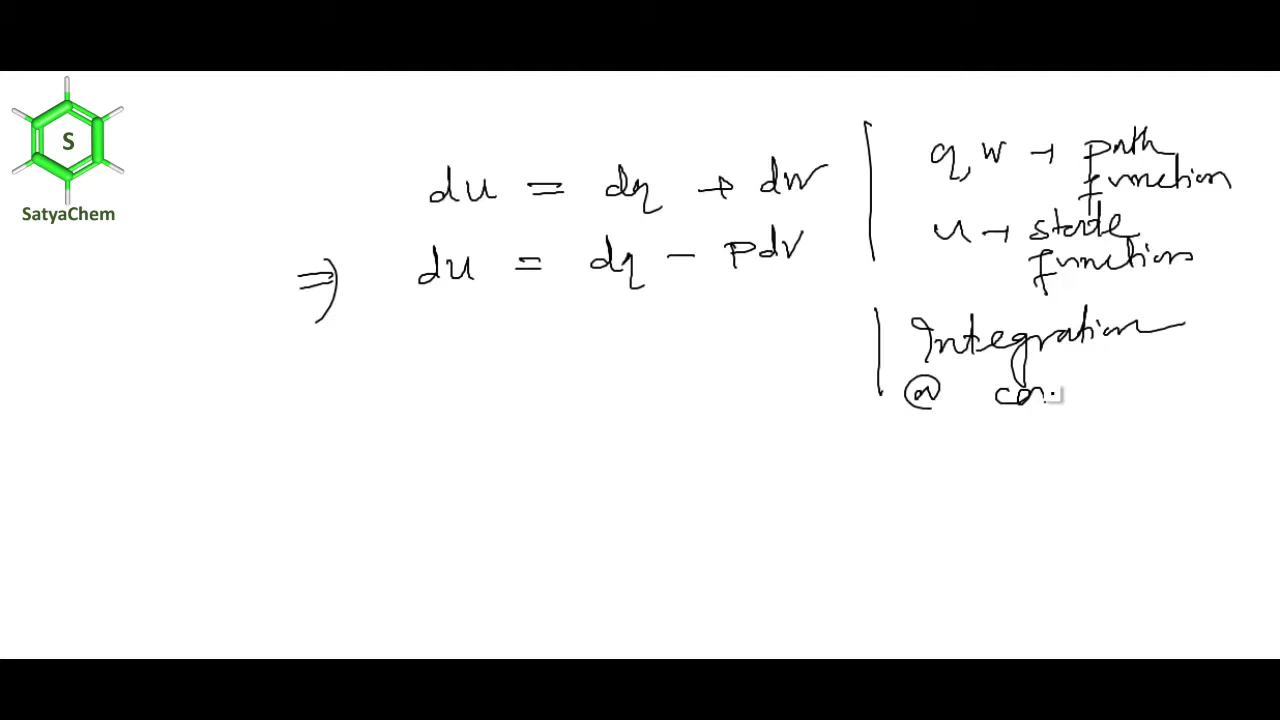 S
SatyaChem
du = dq + dw
⇒ du = dq - pdv
q, w → path
function
u → state
function
Integration
@ con